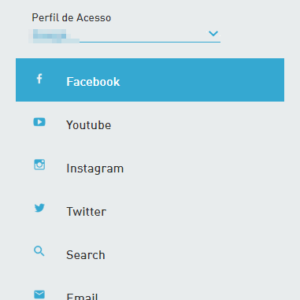 Perfil de Acesso
Facebook
Youtube
Instagram
Twitter
Search
Email